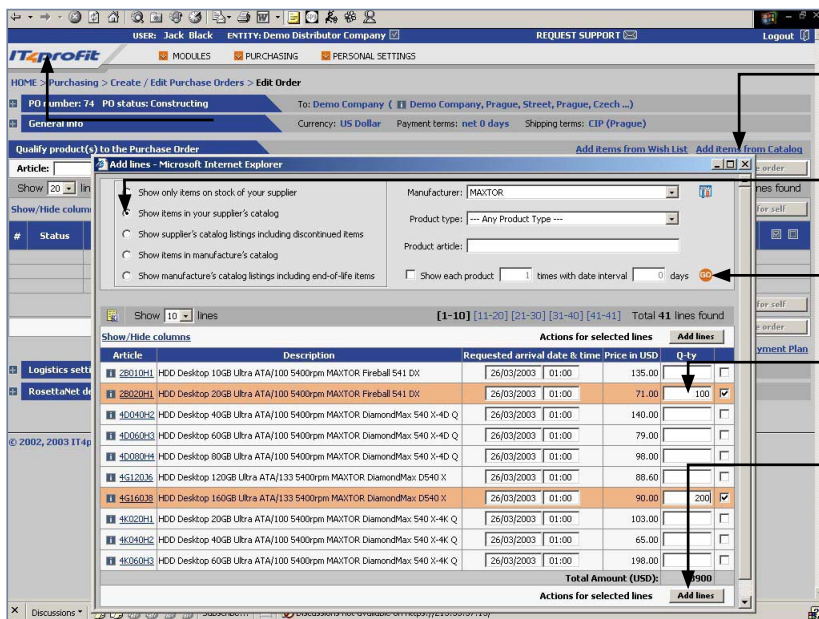 USER: Jack Black ENTITY: Demo Distributor Company REQUEST SUPPORT Logout
IT4profit MODULES PURCHASING PERSONAL SETTINGS
HOME > Purchasing > Create / Edit Purchase Orders > Edit Order
PO number: 74 PO status: Constructing To: Demo Company ( Demo Company, Prague, Street, Prague, Czech ...)
General info Currency: US Dollar Payment terms: net 0 days Shipping terms: CIP (Prague)
Qualify product(s) to the Purchase Order Add items from Wish List Add items from Catalog
Article:
Add lines - Microsoft Internet Explorer
e order
Show 20 lin
nes found
Show/Hide colum
for self
# Status
Show only items on stock of your supplier
Show items in your supplier's catalog
Show supplier's catalog listings including discontinued items
Show items in manufacture's catalog
Show manufacture's catalog listings including end-of-life items
Manufacturer: MAXTOR
Product type: --- Any Product Type ---
Product article:
Show each product 1 times with date interval 0 days GO
Show 10 lines [1-10] [11-20] [21-30] [31-40] [41-41] Total 41 lines found
Show/Hide columns Actions for selected lines Add lines
Article Description Requested arrival date & time Price in USD Q-ty
2B010H1 HDD Desktop 10GB Ultra ATA/100 5400rpm MAXTOR Fireball 541 DX 26/03/2003 01:00 135.00
2B020H1 HDD Desktop 20GB Ultra ATA/100 5400rpm MAXTOR Fireball 541 DX 26/03/2003 01:00 71.00 100
4D040H2 HDD Desktop 40GB Ultra ATA/100 5400rpm MAXTOR DiamondMax 540 X-4D Q 26/03/2003 01:00 140.00
4D060H3 HDD Desktop 60GB Ultra ATA/100 5400rpm MAXTOR DiamondMax 540 X-4D Q 26/03/2003 01:00 79.00
4D080H4 HDD Desktop 80GB Ultra ATA/100 5400rpm MAXTOR DiamondMax 540 X-4D Q 26/03/2003 01:00 98.00
4G120J6 HDD Desktop 120GB Ultra ATA/133 5400rpm MAXTOR DiamondMax D540 X 26/03/2003 01:00 88.60
4G160J8 HDD Desktop 160GB Ultra ATA/133 5400rpm MAXTOR DiamondMax D540 X 26/03/2003 01:00 90.00 200
4K020H1 HDD Desktop 20GB Ultra ATA/100 5400rpm MAXTOR DiamondMax 540 X-4K Q 26/03/2003 01:00 103.00
4K040H2 HDD Desktop 40GB Ultra ATA/100 5400rpm MAXTOR DiamondMax 540 X-4K Q 26/03/2003 01:00 65.00
4K060H3 HDD Desktop 60GB Ultra ATA/100 5400rpm MAXTOR DiamondMax 540 X-4K Q 26/03/2003 01:00 198.00
Total Amount (USD): 900
Actions for selected lines Add lines
for self
e order
yment Plan
Logistics setti
RosettaNet de
© 2002, 2003 IT4p
Discussions Discussions not available on